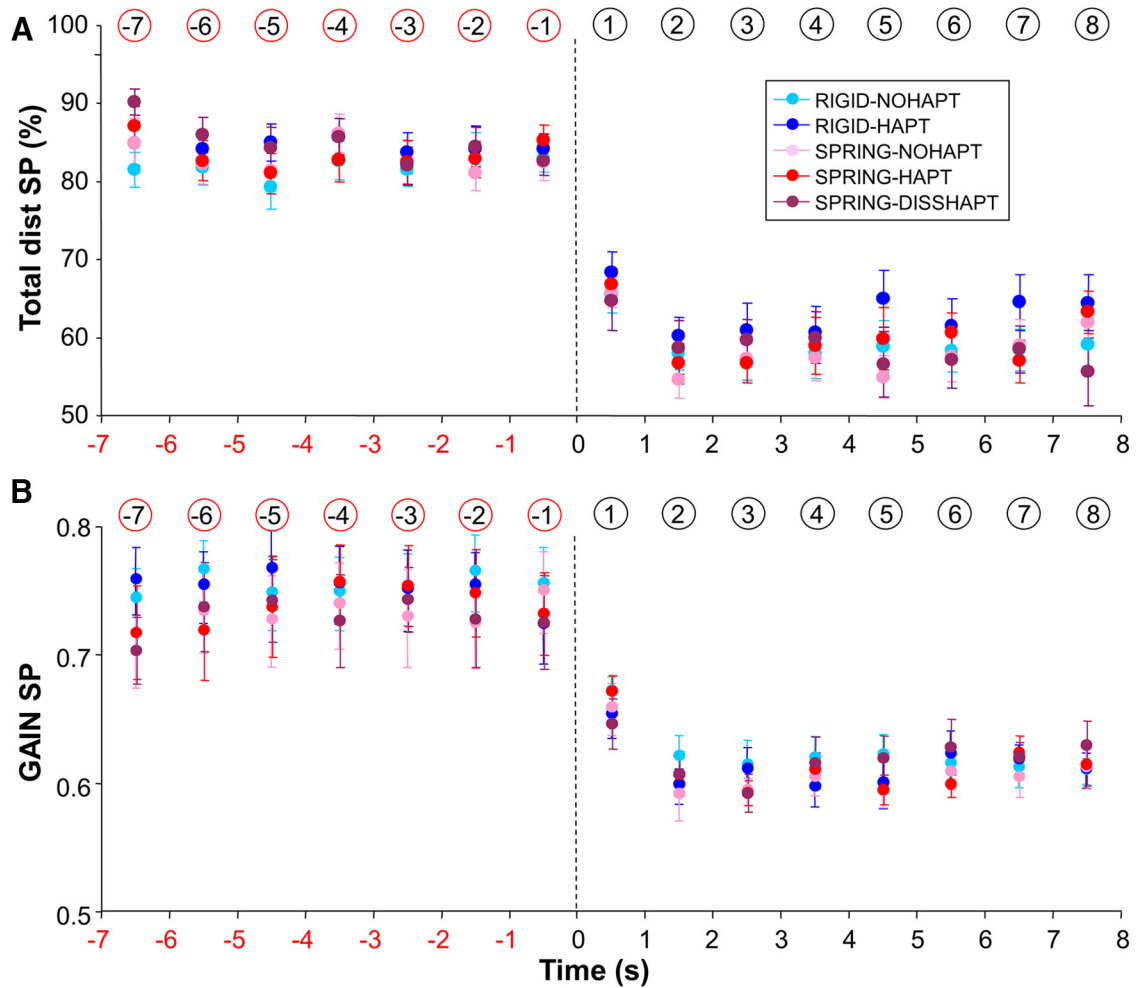 A
100 -7 -6 -5 -4 -3 -2 -1 1 2 3 4 5 6 7 8
90
80
70
60
50
Total dist SP (%)
RIGID-NOHAPT
RIGID-HAPT
SPRING-NOHAPT
SPRING-HAPT
SPRING-DISSHAPT
-7 -6 -5 -4 -3 -2 -1 0 1 2 3 4 5 6 7 8
B
-7 -6 -5 -4 -3 -2 -1 1 2 3 4 5 6 7 8
0.8
0.7
0.6
0.5
GAIN SP
-7 -6 -5 -4 -3 -2 -1 0 1 2 3 4 5 6 7 8
Time (s)